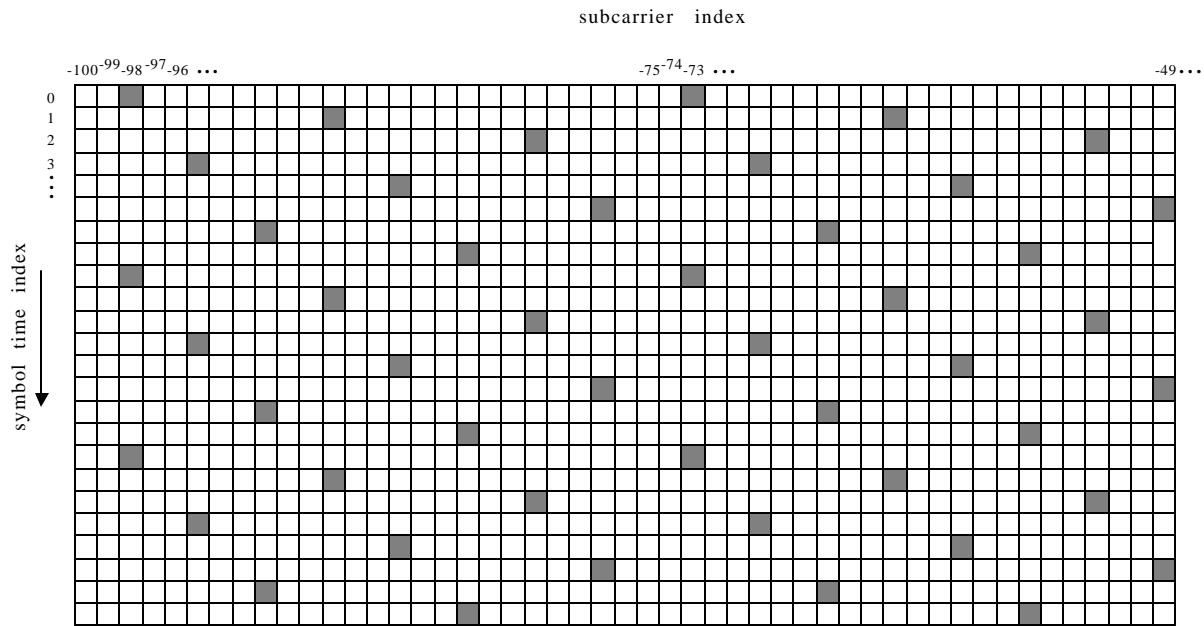 subcarrier index
-100 -99 -98 -97 -96 ••• -75 -74 -73 ••• -49 •••
0
1
2
3
⋮
symbol time index